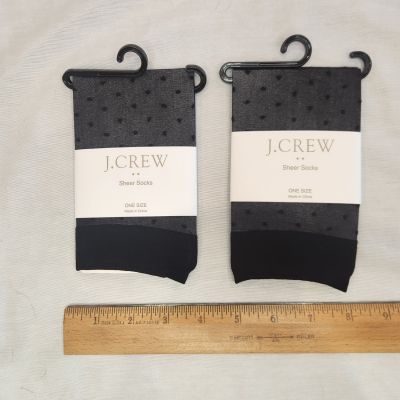 J.CREW
Sheer Socks
ONE SIZE
Made in China
J.CREW
Sheer Socks
ONE SIZE
Made in China
1 2 3 4 5 6 7 8 9
RULER